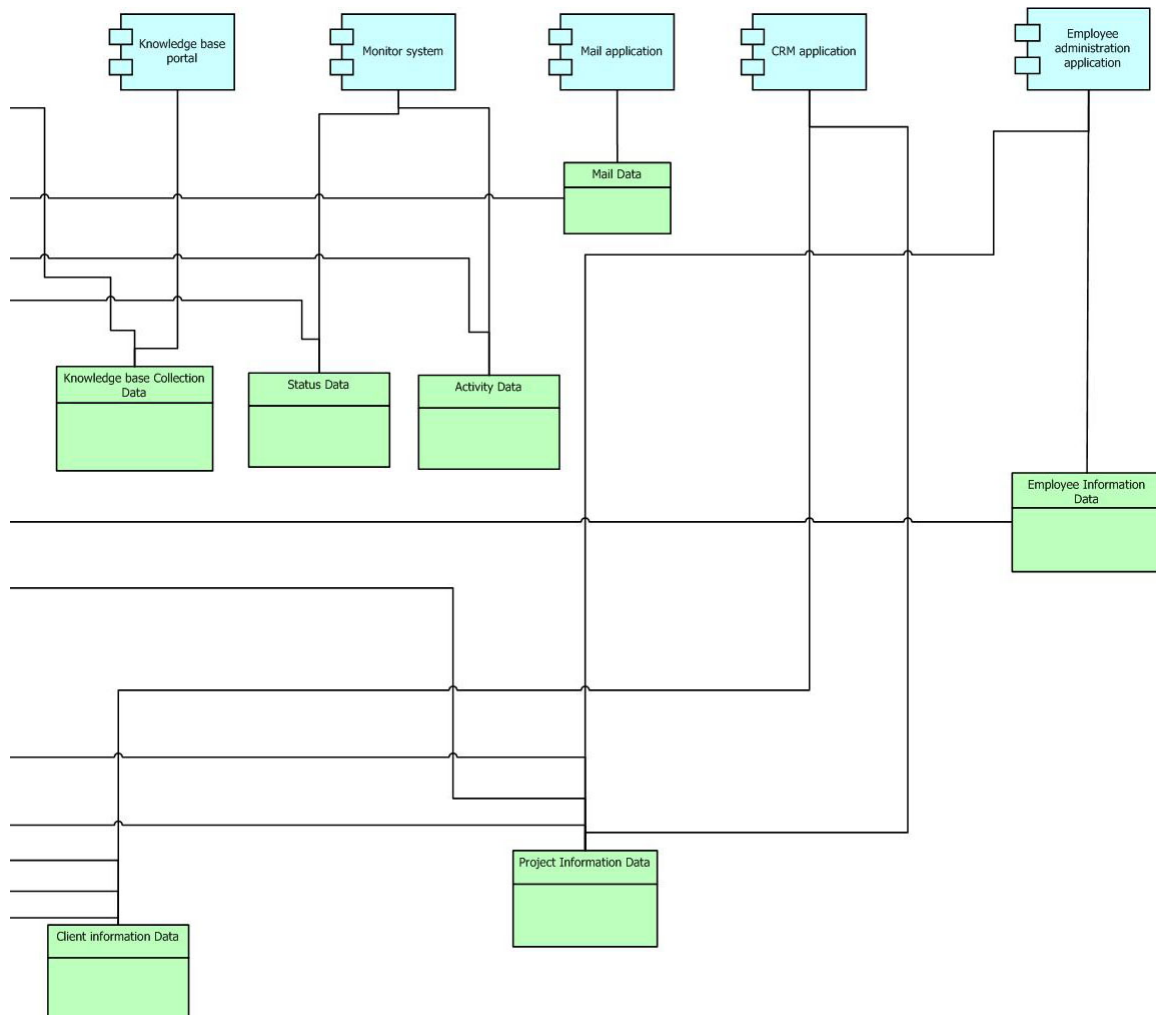 Knowledge base
portal
Monitor system
Mail application
CRM application
Employee
administration
application
Mail Data
Knowledge base Collection
Data
Status Data
Activity Data
Employee Information
Data
Project Information Data
Client information Data